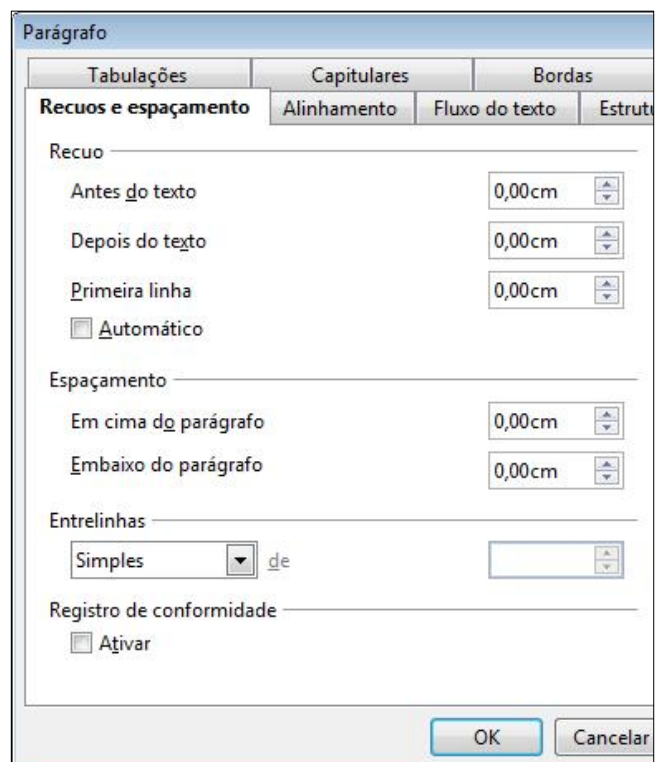 Parágrafo
Tabulações Capitulares Bordas
Recuos e espaçamento Alinhamento Fluxo do texto Estrut
Recuo
Antes do texto 0,00cm
Depois do texto 0,00cm
Primeira linha 0,00cm
Automático
Espaçamento
Em cima do parágrafo 0,00cm
Embaixo do parágrafo 0,00cm
Entrelinhas
Simples de
Registro de conformidade
Ativar
OK Cancelar